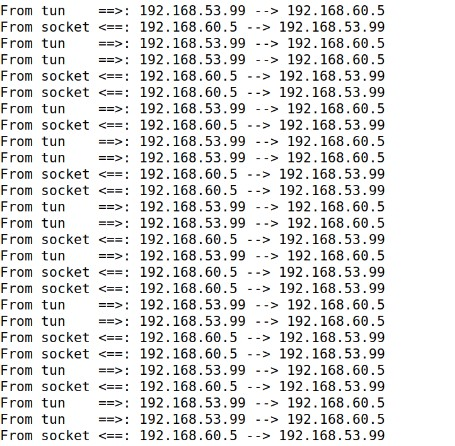 From tun    ==>: 192.168.53.99 --> 192.168.60.5
From socket <==: 192.168.60.5 --> 192.168.53.99
From tun    ==>: 192.168.53.99 --> 192.168.60.5
From tun    ==>: 192.168.53.99 --> 192.168.60.5
From socket <==: 192.168.60.5 --> 192.168.53.99
From socket <==: 192.168.60.5 --> 192.168.53.99
From tun    ==>: 192.168.53.99 --> 192.168.60.5
From socket <==: 192.168.60.5 --> 192.168.53.99
From tun    ==>: 192.168.53.99 --> 192.168.60.5
From tun    ==>: 192.168.53.99 --> 192.168.60.5
From socket <==: 192.168.60.5 --> 192.168.53.99
From socket <==: 192.168.60.5 --> 192.168.53.99
From tun    ==>: 192.168.53.99 --> 192.168.60.5
From tun    ==>: 192.168.53.99 --> 192.168.60.5
From socket <==: 192.168.60.5 --> 192.168.53.99
From tun    ==>: 192.168.53.99 --> 192.168.60.5
From socket <==: 192.168.60.5 --> 192.168.53.99
From socket <==: 192.168.60.5 --> 192.168.53.99
From tun    ==>: 192.168.53.99 --> 192.168.60.5
From tun    ==>: 192.168.53.99 --> 192.168.60.5
From socket <==: 192.168.60.5 --> 192.168.53.99
From socket <==: 192.168.60.5 --> 192.168.53.99
From tun    ==>: 192.168.53.99 --> 192.168.60.5
From socket <==: 192.168.60.5 --> 192.168.53.99
From tun    ==>: 192.168.53.99 --> 192.168.60.5
From tun    ==>: 192.168.53.99 --> 192.168.60.5
From socket <==: 192.168.60.5 --> 192.168.53.99